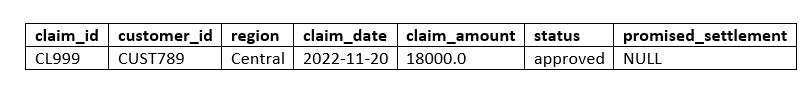 claim_id customer_id region claim_date claim_amount status promised_settlement
CL999 CUST789 Central 2022-11-20 18000.0 approved NULL